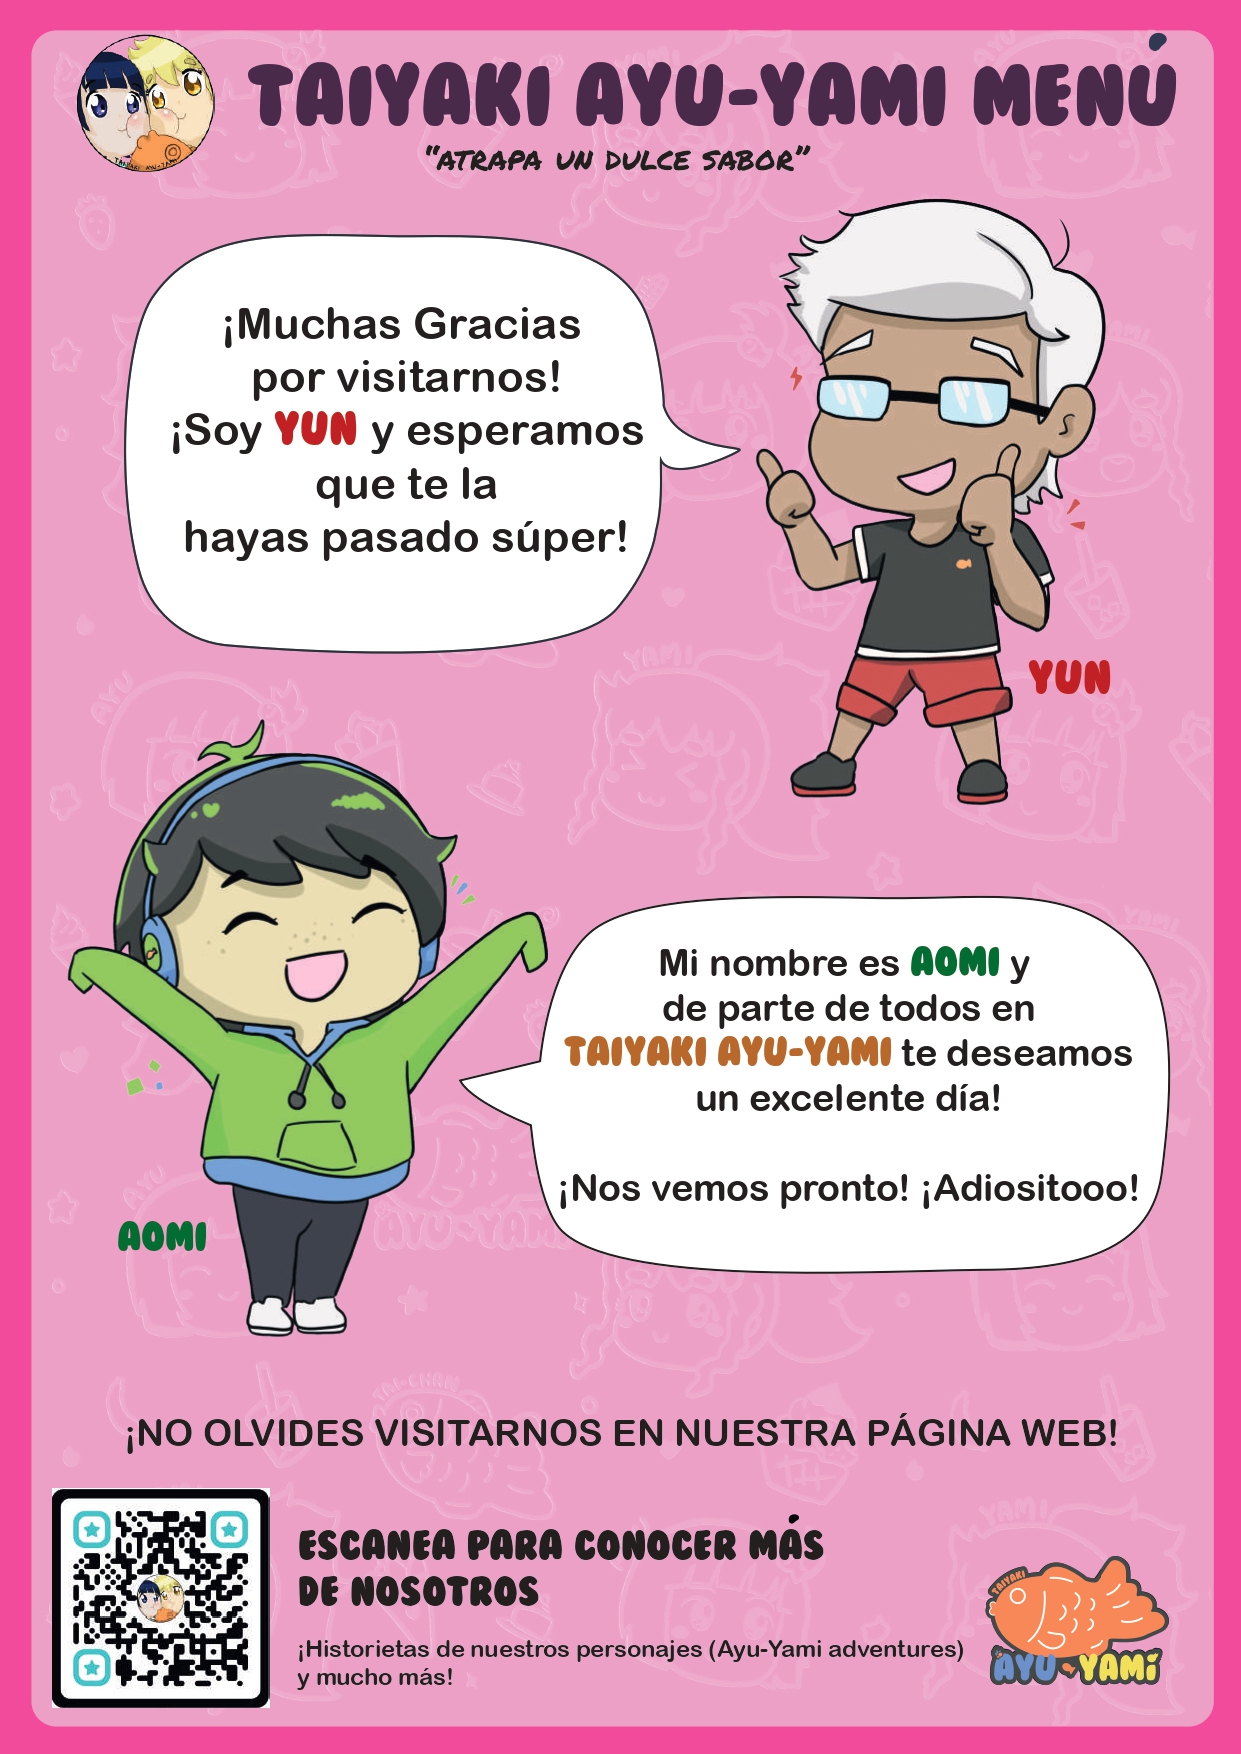 TAIYAKI AYU-YAMI MENÚ
“ATRAPA UN DULCE SABOR”
¡Muchas Gracias
por visitarnos!
¡Soy YUN y esperamos
que te la
hayas pasado súper!
YUN
Mi nombre es AOMI y
de parte de todos en
TAIYAKI AYU-YAMI te deseamos
un excelente día!
¡Nos vemos pronto! ¡Adiositooo!
AOMI
¡NO OLVIDES VISITARNOS EN NUESTRA PÁGINA WEB!
ESCANEA PARA CONOCER MÁS
DE NOSOTROS
¡Historietas de nuestros personajes (Ayu-Yami adventures)
y mucho más!
TAIYAKI
AYU-YAMI